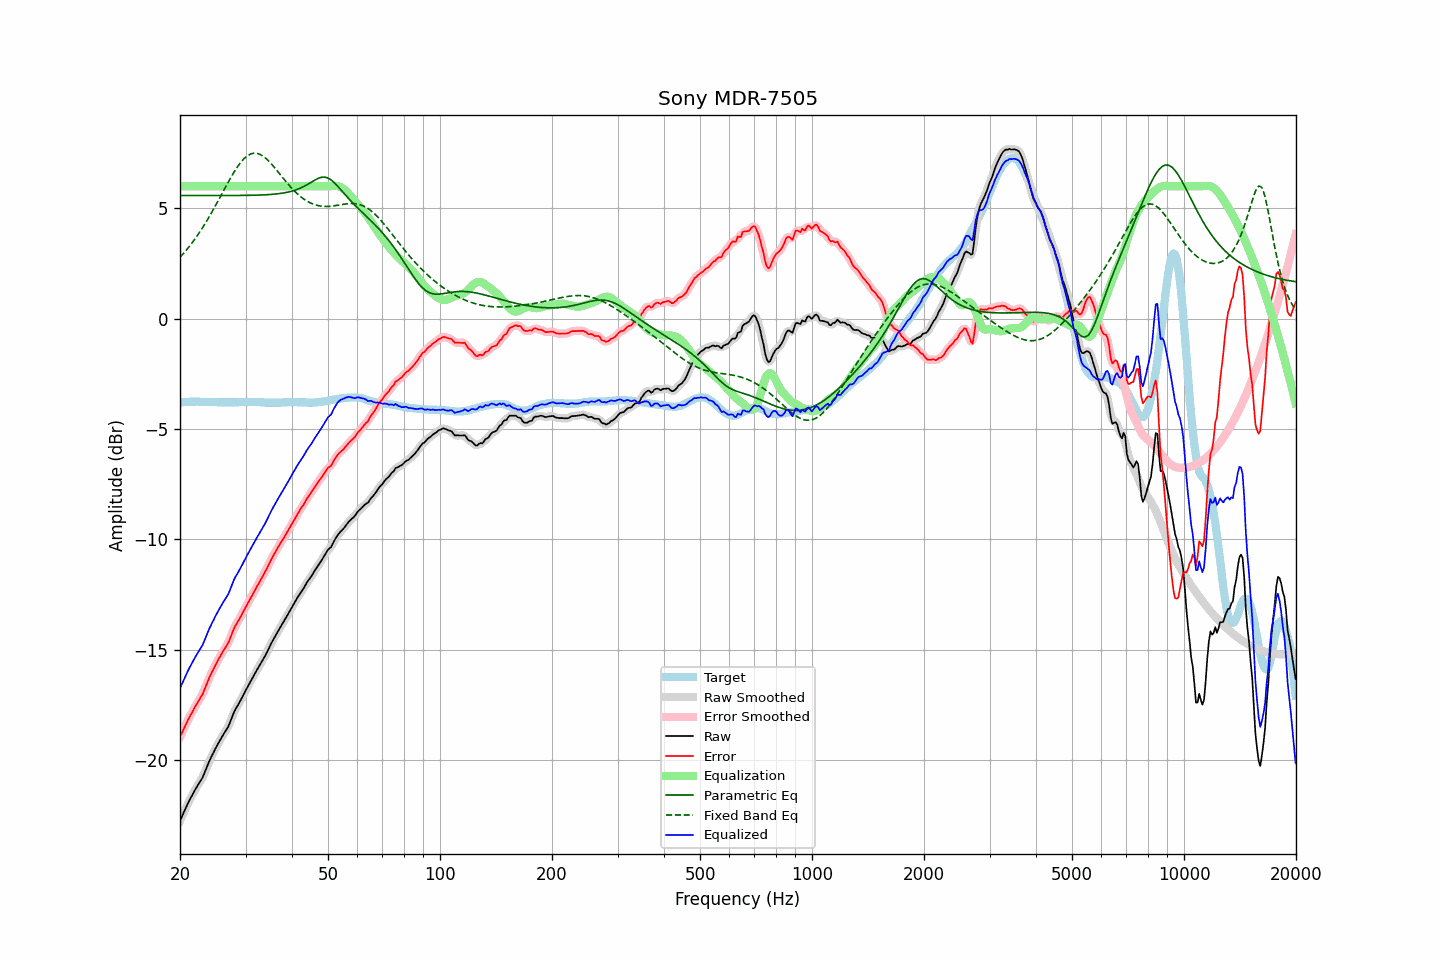 Sony MDR-7505
Amplitude (dBr)
5
0
−5
−10
−15
−20
Target
Raw Smoothed
Error Smoothed
Raw
Error
Equalization
Parametric Eq
Fixed Band Eq
Equalized
20 50 100 200 500 1000 2000 5000 10000 20000
Frequency (Hz)